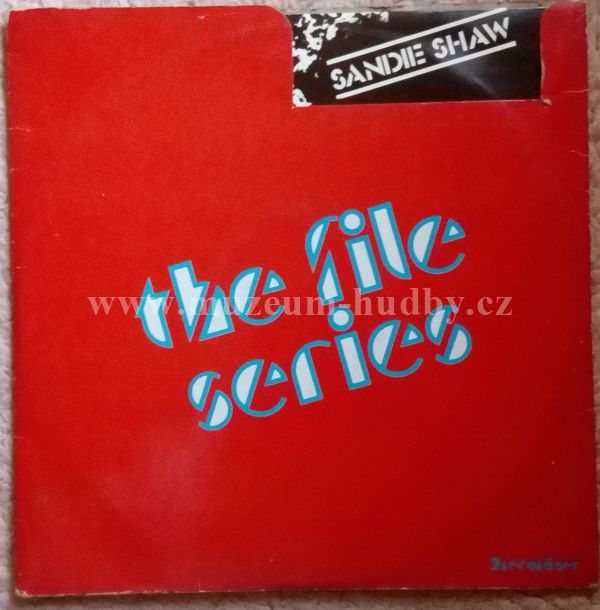 SANDIE SHAW
the file
www.muzeum-hudby.cz
series